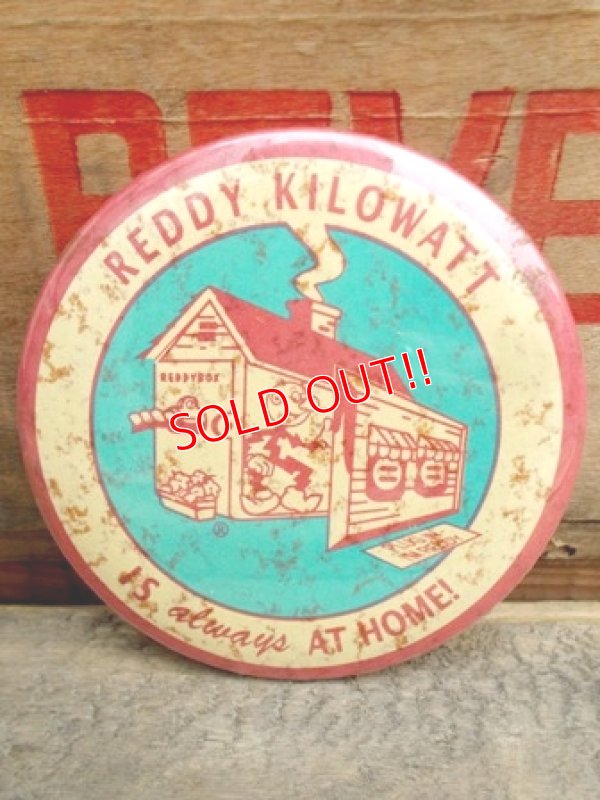 REDDY KILOWATT
REDDYBOX
SOLD OUT!!
®
IS always AT HOME!